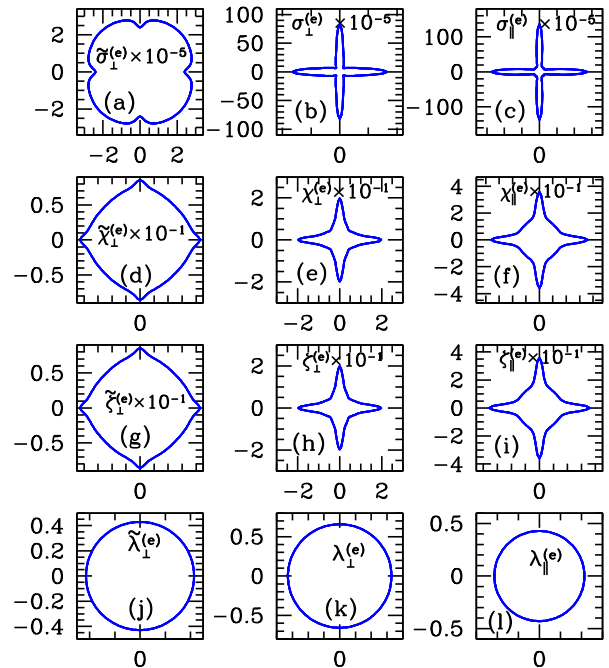 2
0
−2
σ̃⊥⁽ᵉ⁾×10⁻⁵
(a)
−2 0 2
100
50
0
−50
−100
σ⊥⁽ᵉ⁾ ×10⁻⁵
(b)
0
100
0
−100
σ∥⁽ᵉ⁾ ×10⁻⁵
(c)
0
0.5
0
−0.5
χ̃⊥⁽ᵉ⁾×10⁻¹
(d)
0
2
0
−2
χ⊥⁽ᵉ⁾×10⁻¹
(e)
−2 0 2
4
2
0
−2
−4
χ∥⁽ᵉ⁾×10⁻¹
(f)
0
0.5
0
−0.5
ζ̃⊥⁽ᵉ⁾×10⁻¹
(g)
0
2
0
−2
ζ⊥⁽ᵉ⁾×10⁻¹
(h)
−2 0 2
4
2
0
−2
−4
ζ∥⁽ᵉ⁾×10⁻¹
(i)
0
0.4
0.2
0
−0.2
−0.4
λ̃⊥⁽ᵉ⁾
(j)
0
0.5
0
−0.5
λ⊥⁽ᵉ⁾
(k)
0
0.5
0
−0.5
λ∥⁽ᵉ⁾
(l)
0